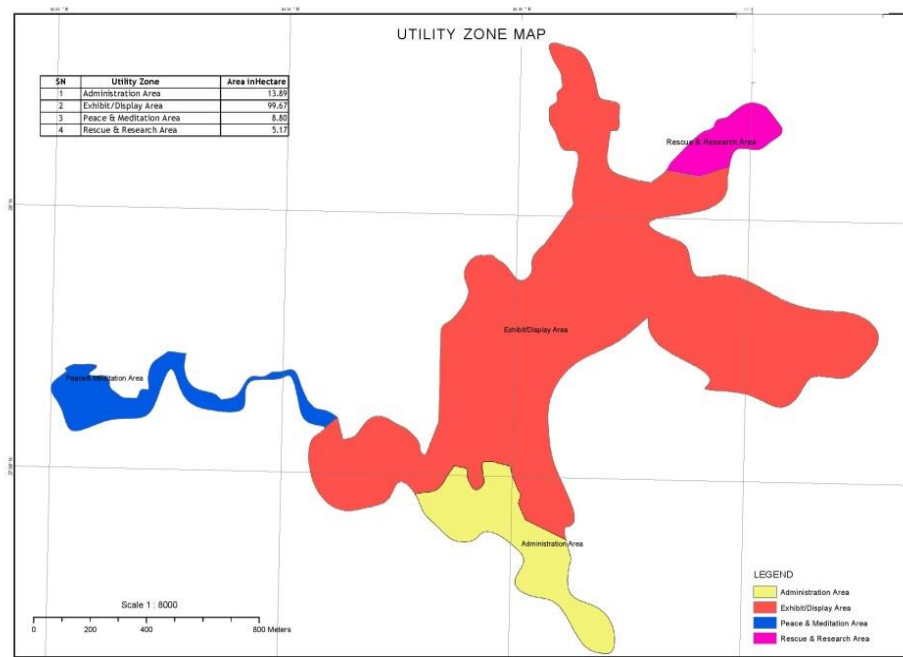 UTILITY ZONE MAP
SN Utility Zone Area inHectare
1 Administration Area 13.89
2 Exhibit/Display Area 99.67
3 Peace & Meditation Area 8.80
4 Rescue & Research Area 5.17
Rescue & Research Area
Exhibit/Display Area
Peace& Meditation Area
Administration Area
LEGEND
Administration Area
Exhibit/Display Area
Peace & Meditation Area
Rescue & Research Area
Scale 1 : 8000
0 200 400 800 Meters